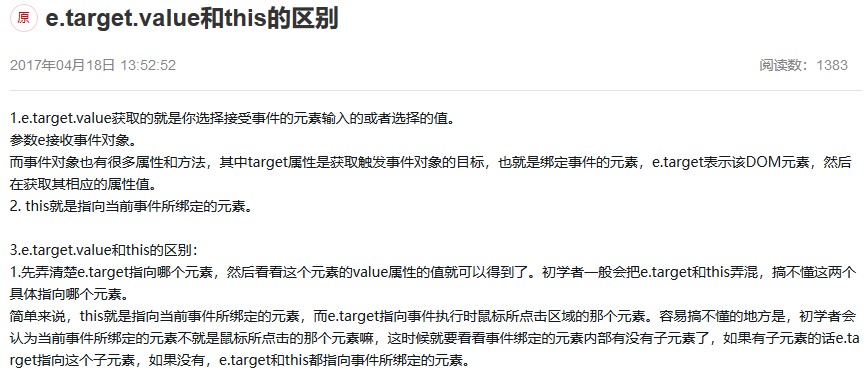 原 e.target.value和this的区别
2017年04月18日 13:52:52 阅读数：1383
1.e.target.value获取的就是你选择接受事件的元素输入的或者选择的值。
参数e接收事件对象。
而事件对象也有很多属性和方法，其中target属性是获取触发事件对象的目标，也就是绑定事件的元素，e.target表示该DOM元素，然后
在获取其相应的属性值。
2. this就是指向当前事件所绑定的元素。
3.e.target.value和this的区别：
1.先弄清楚e.target指向哪个元素，然后看看这个元素的value属性的值就可以得到了。初学者一般会把e.target和this弄混，搞不懂这两个
具体指向哪个元素。
简单来说，this就是指向当前事件所绑定的元素，而e.target指向事件执行时鼠标所点击区域的那个元素。容易搞不懂的地方是，初学者会
认为当前事件所绑定的元素不就是鼠标所点击的那个元素嘛，这时候就要看看事件绑定的元素内部有没有子元素了，如果有子元素的话e.ta
rget指向这个子元素，如果没有，e.target和this都指向事件所绑定的元素。